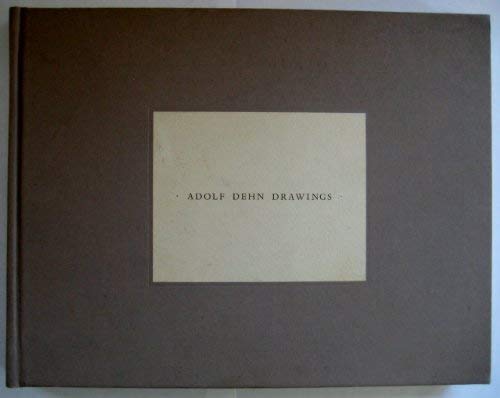 · ADOLF DEHN DRAWINGS ·